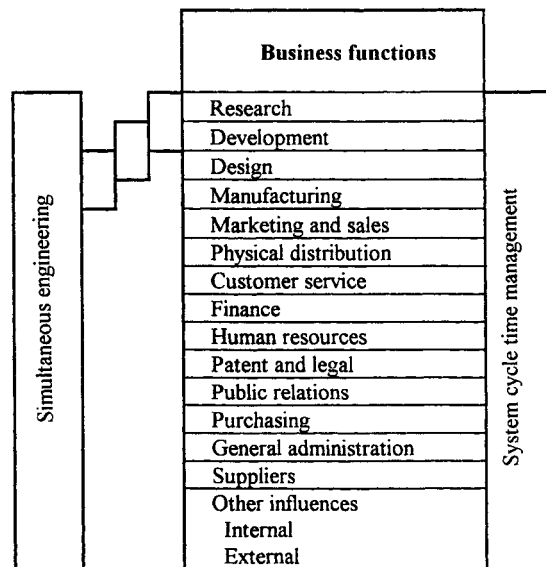 Business functions
Simultaneous engineering
Research
Development
Design
Manufacturing
Marketing and sales
Physical distribution
Customer service
Finance
Human resources
Patent and legal
Public relations
Purchasing
General administration
Suppliers
Other influences
Internal
External
System cycle time management